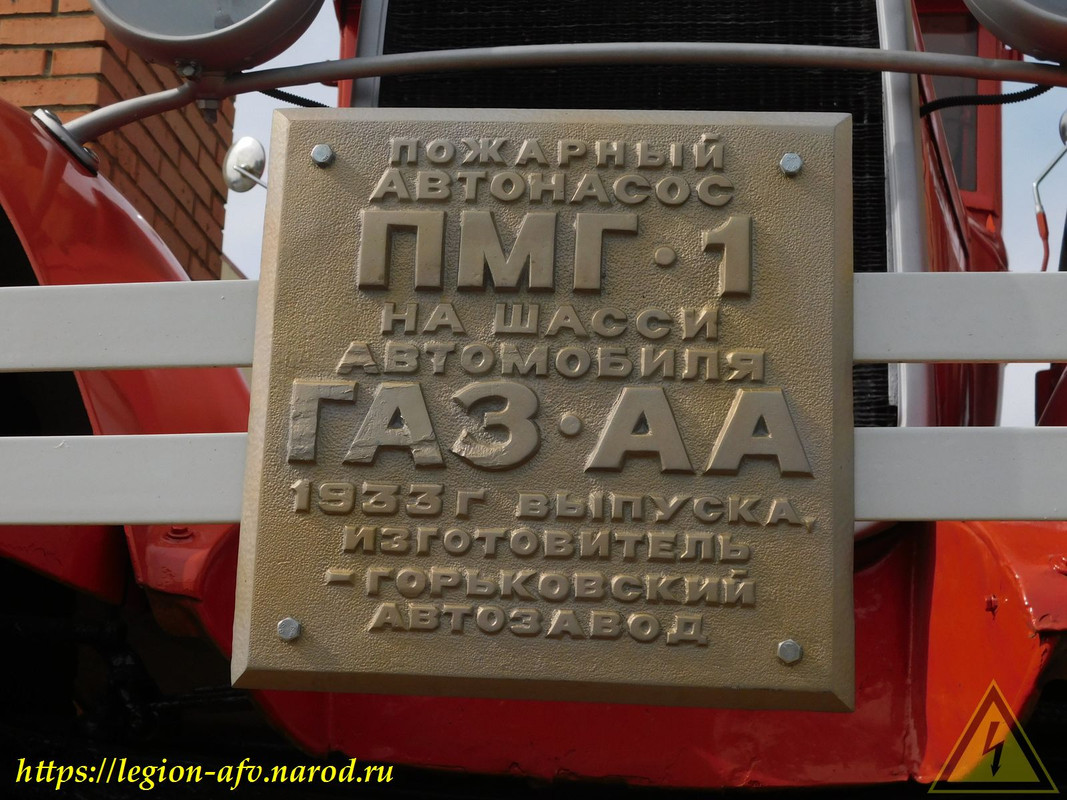 ПОЖАРНЫЙ
АВТОНАСОС
ПМГ·1
НА ШАССИ
АВТОМОБИЛЯ
ГАЗ·АА
1933Г ВЫПУСКА,
ИЗГОТОВИТЕЛЬ
-ГОРЬКОВСКИЙ
АВТОЗАВОД
https://legion-afv.narod.ru